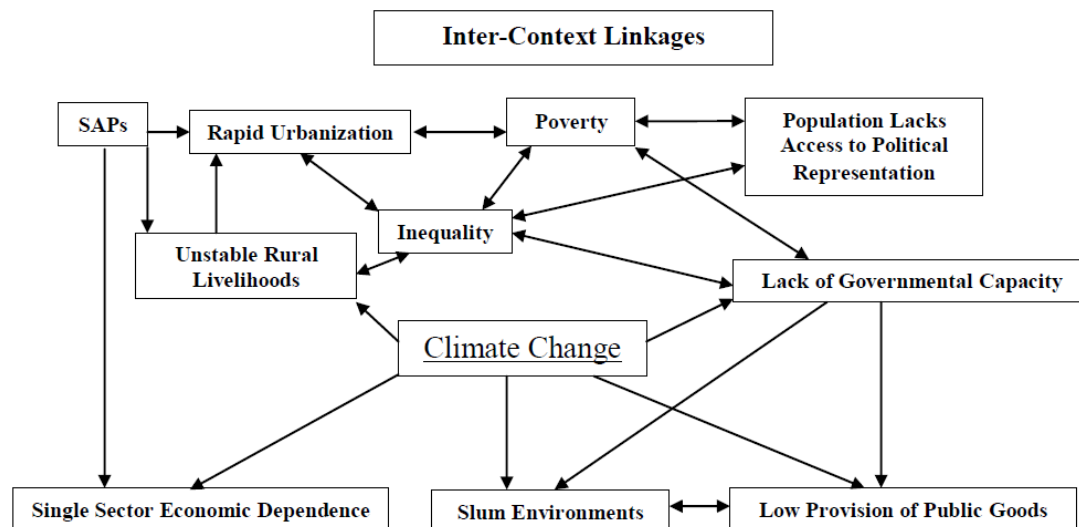 Inter-Context Linkages
SAPs
Rapid Urbanization
Poverty
Population Lacks
Access to Political
Representation
Inequality
Unstable Rural
Livelihoods
Lack of Governmental Capacity
Climate Change
Single Sector Economic Dependence
Slum Environments
Low Provision of Public Goods